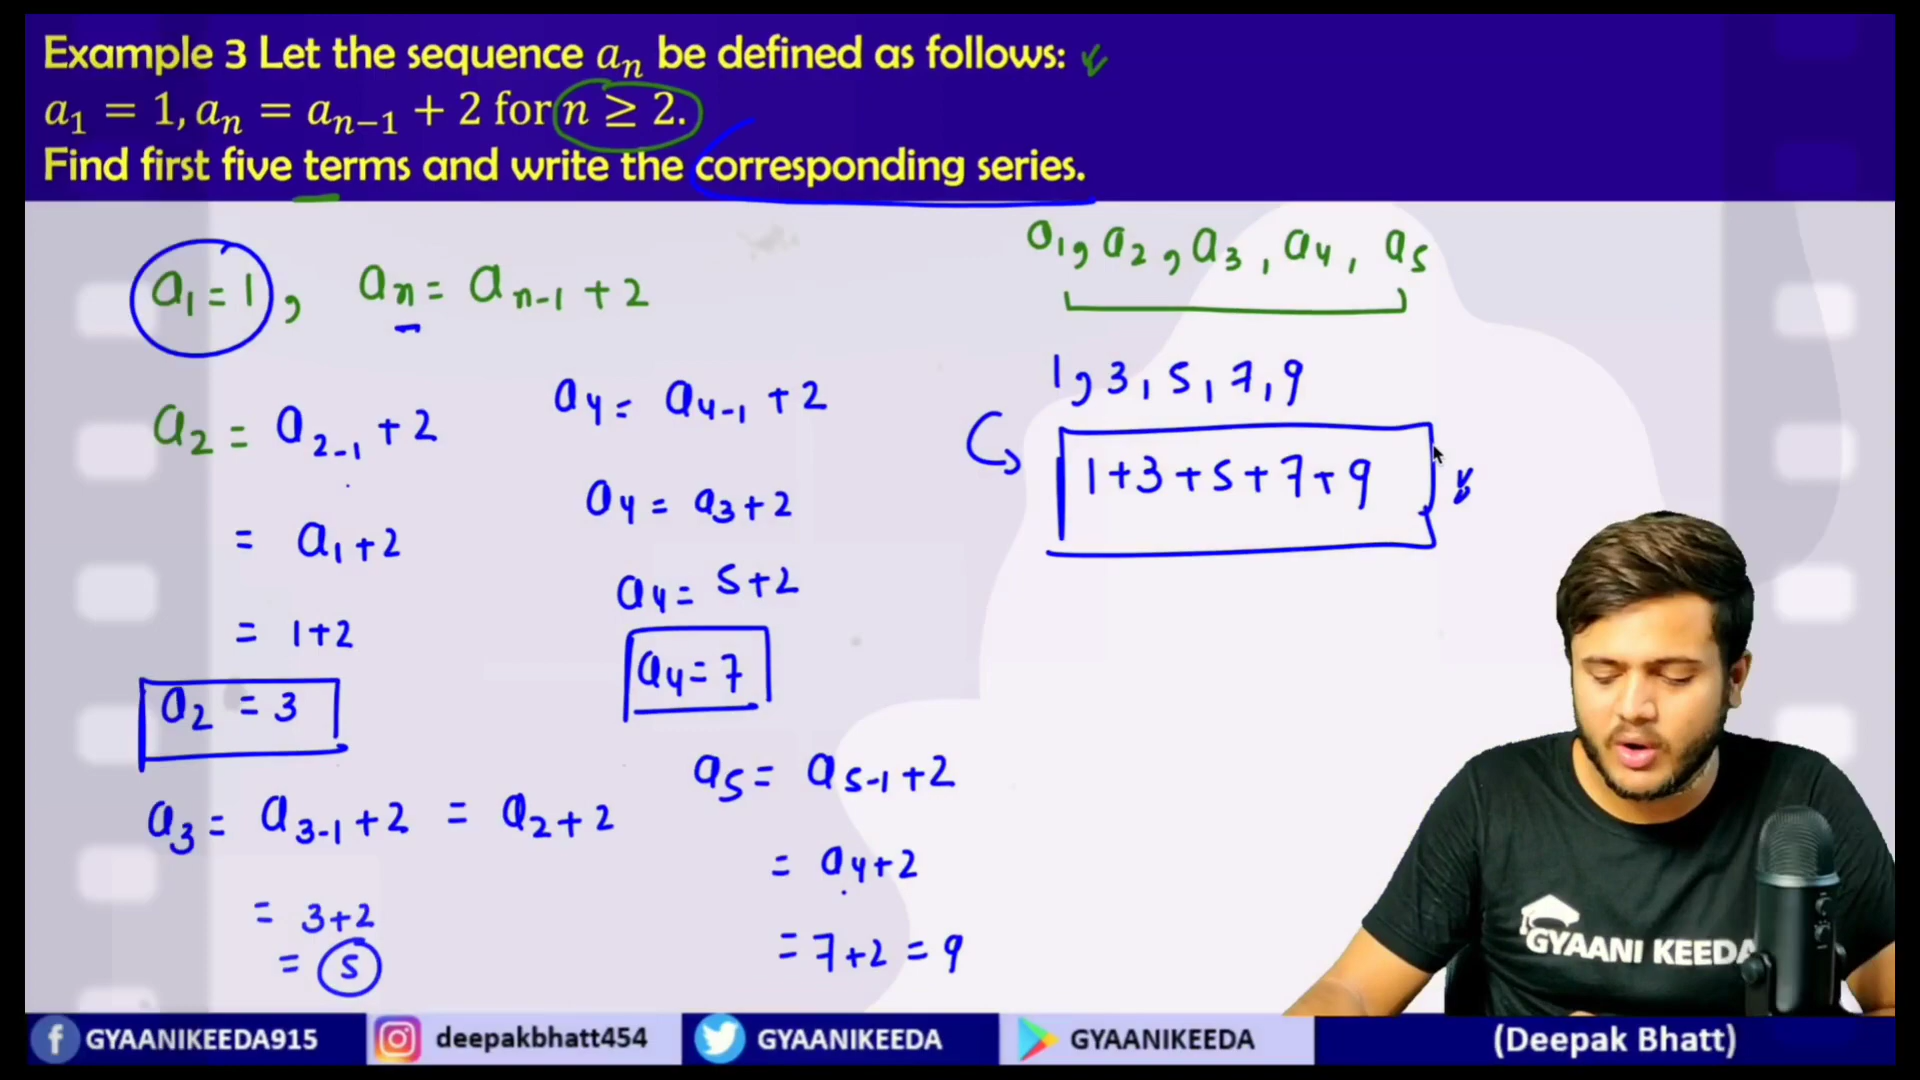 Example 3 Let the sequence aₙ be defined as follows:
a₁ = 1, aₙ = aₙ₋₁ + 2 for n ≥ 2.
Find first five terms and write the corresponding series.
a₁ = 1, aₙ = aₙ₋₁ + 2
a₂ = a₂₋₁ + 2
= a₁ + 2
= 1+2
a₂ = 3
a₃ = a₃₋₁ + 2 = a₂ + 2
= 3+2
= 5
a₄ = a₄₋₁ + 2
a₄ = a₃ + 2
a₄ = 5+2
a₄ = 7
a₅ = a₅₋₁ + 2
= a₄ + 2
= 7+2 = 9
a₁, a₂, a₃, a₄, a₅
1, 3, 5, 7, 9
1+3+5+7+9
GYAANI KEEDA
GYAANIKEEDA915 deepakbhatt454 GYAANIKEEDA GYAANIKEEDA (Deepak Bhatt)